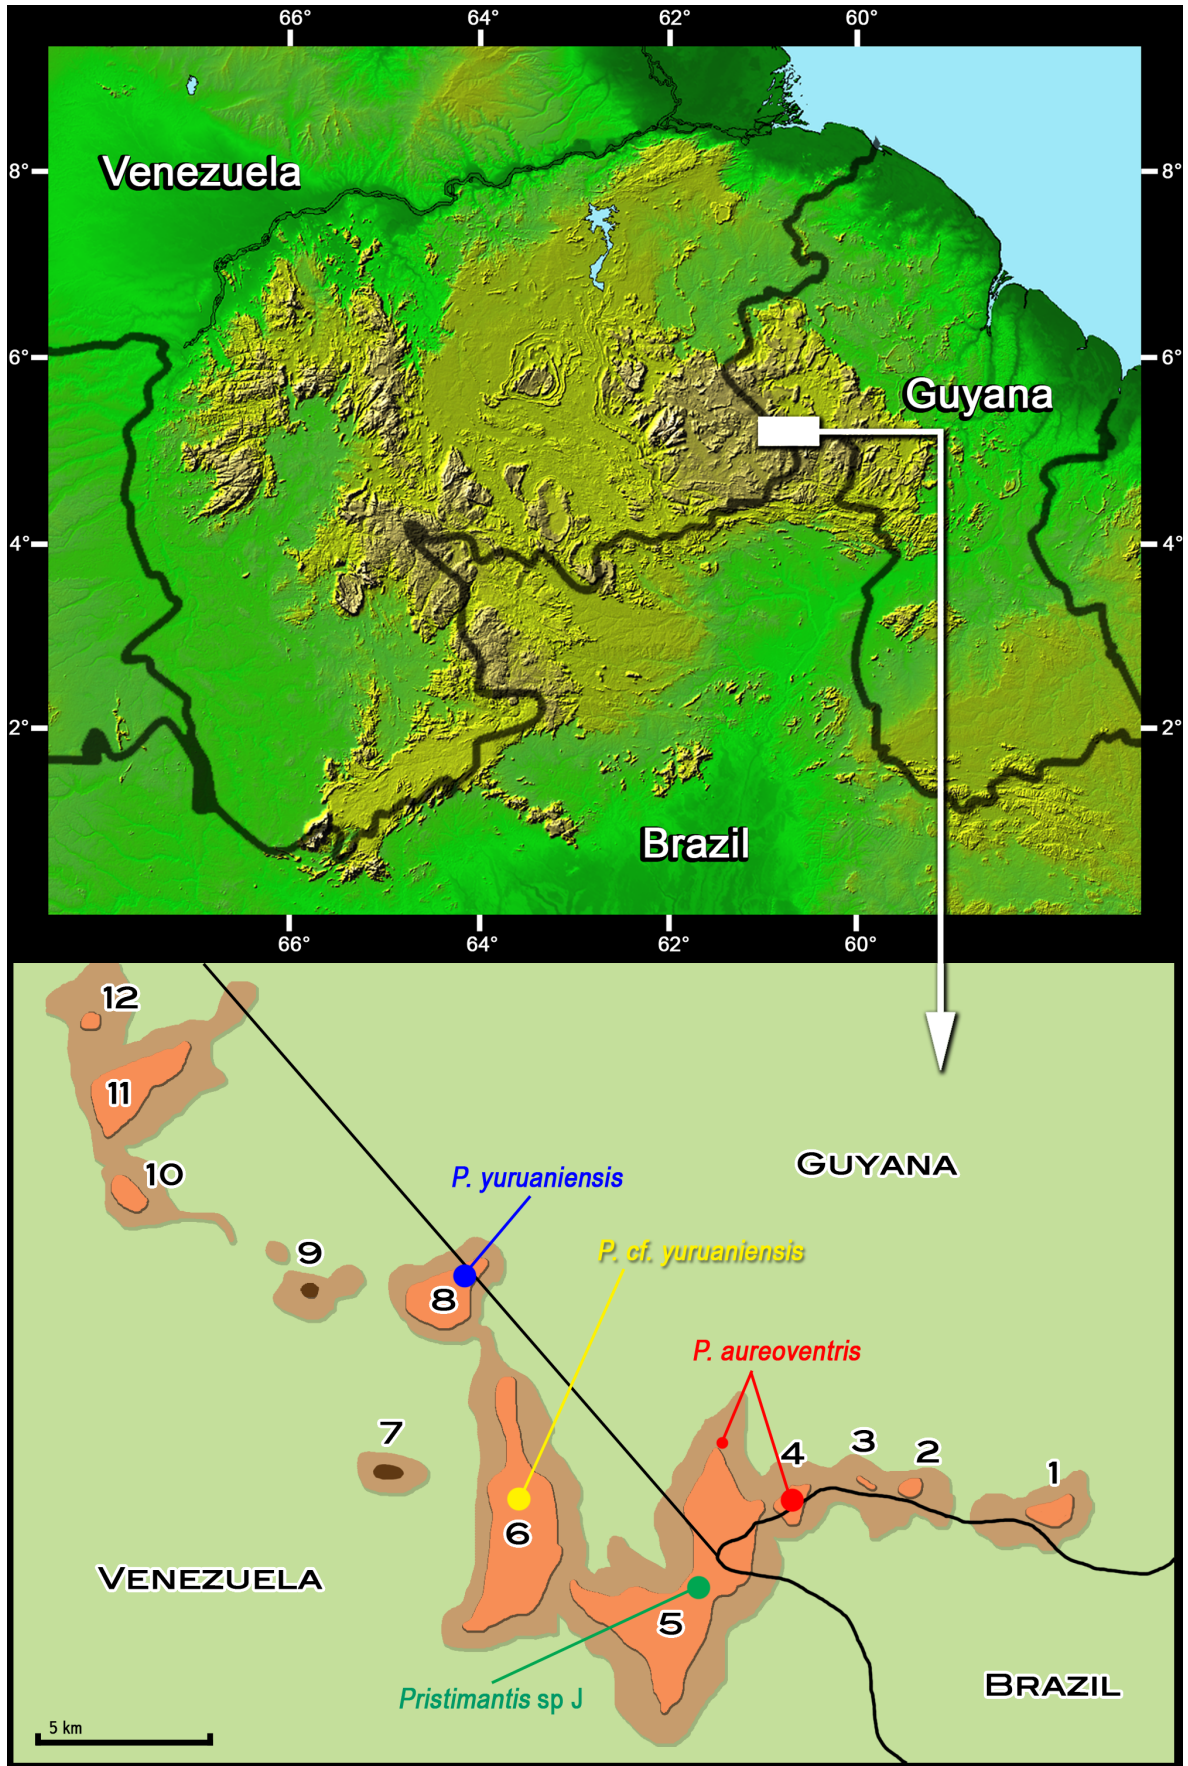 66° 64° 62° 60°
8° 8°
Venezuela
6° 6°
Guyana
4° 4°
2° 2°
Brazil
66° 64° 62° 60°
12
11
10
GUYANA
P. yuruaniensis
9
P. cf. yuruaniensis
8
P. aureoventris
7
4
3
2
1
6
VENEZUELA
5
BRAZIL
Pristimantis sp J
5 km